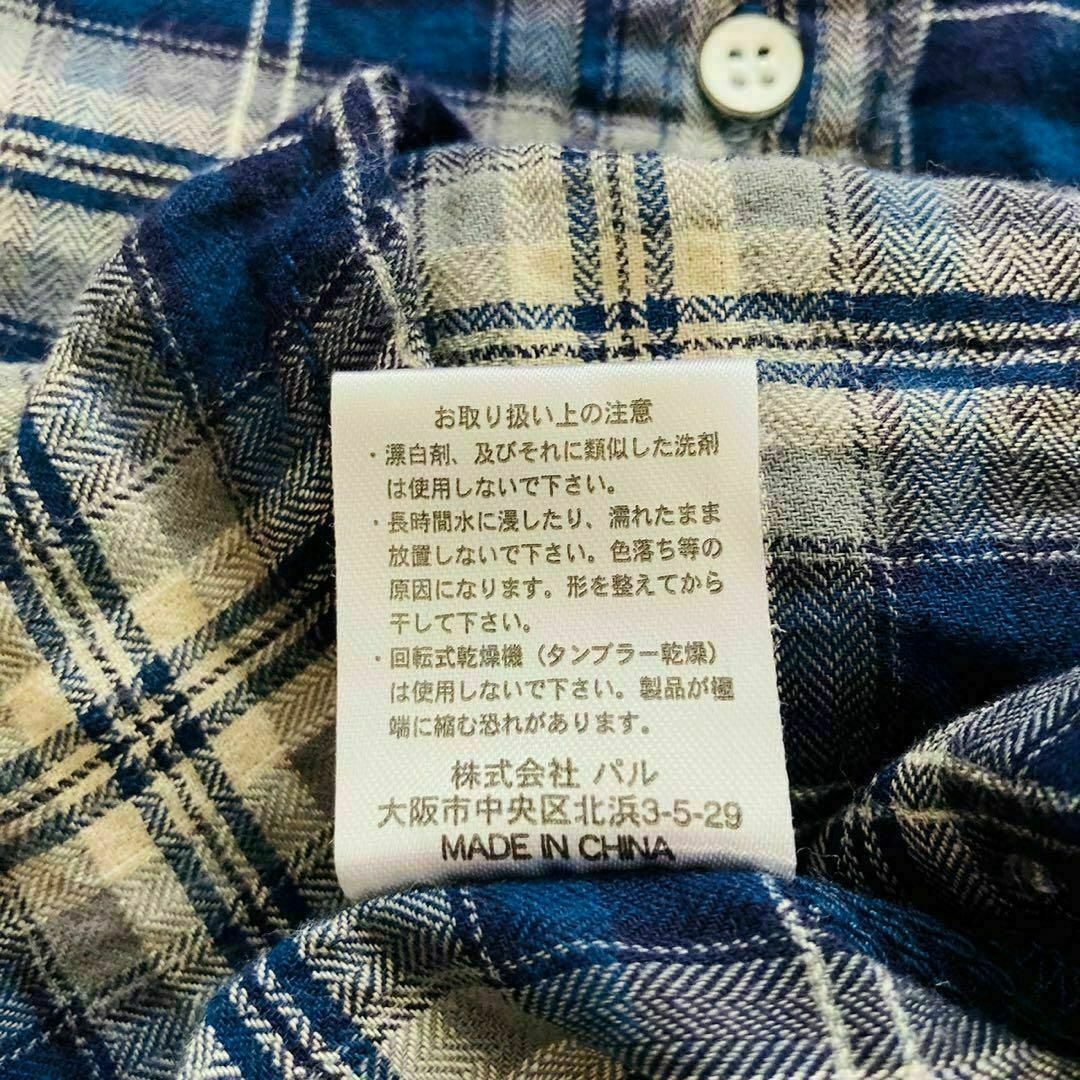 お取り扱い上の注意
・漂白剤、及びそれに類似した洗剤
は使用しないで下さい。
・長時間水に浸したり、濡れたまま
放置しないで下さい。色落ち等の
原因になります。形を整えてから
干して下さい。
・回転式乾燥機（タンブラー乾燥）
は使用しないで下さい。製品が極
端に縮む恐れがあります。
株式会社 パル
大阪市中央区北浜3-5-29
MADE IN CHINA